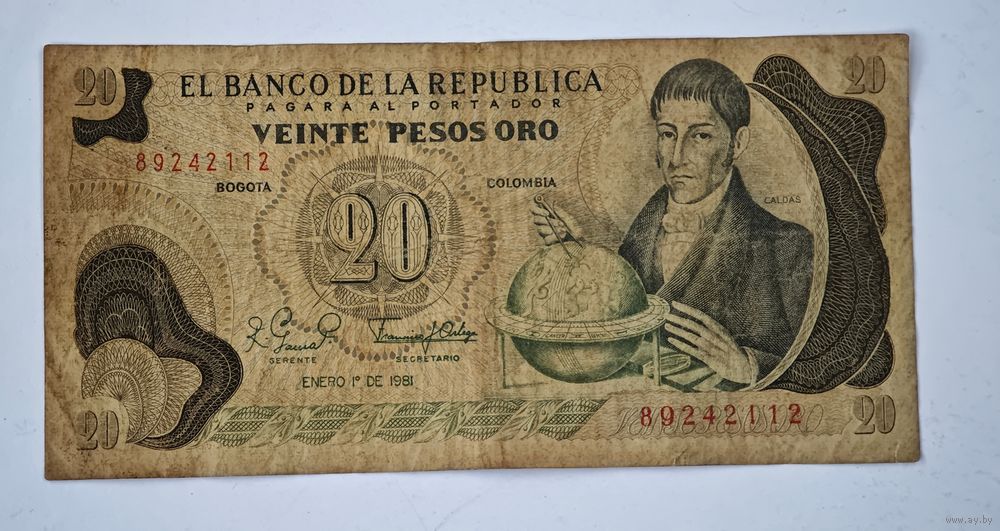 20
20
EL BANCO DE LA REPUBLICA
PAGARA AL PORTADOR
VEINTE PESOS ORO
89242112
BOGOTA
COLOMBIA
CALDAS
20
GERENTE
SECRETARIO
ENERO 1º DE 1981
20
89242112
20
www.ay.by